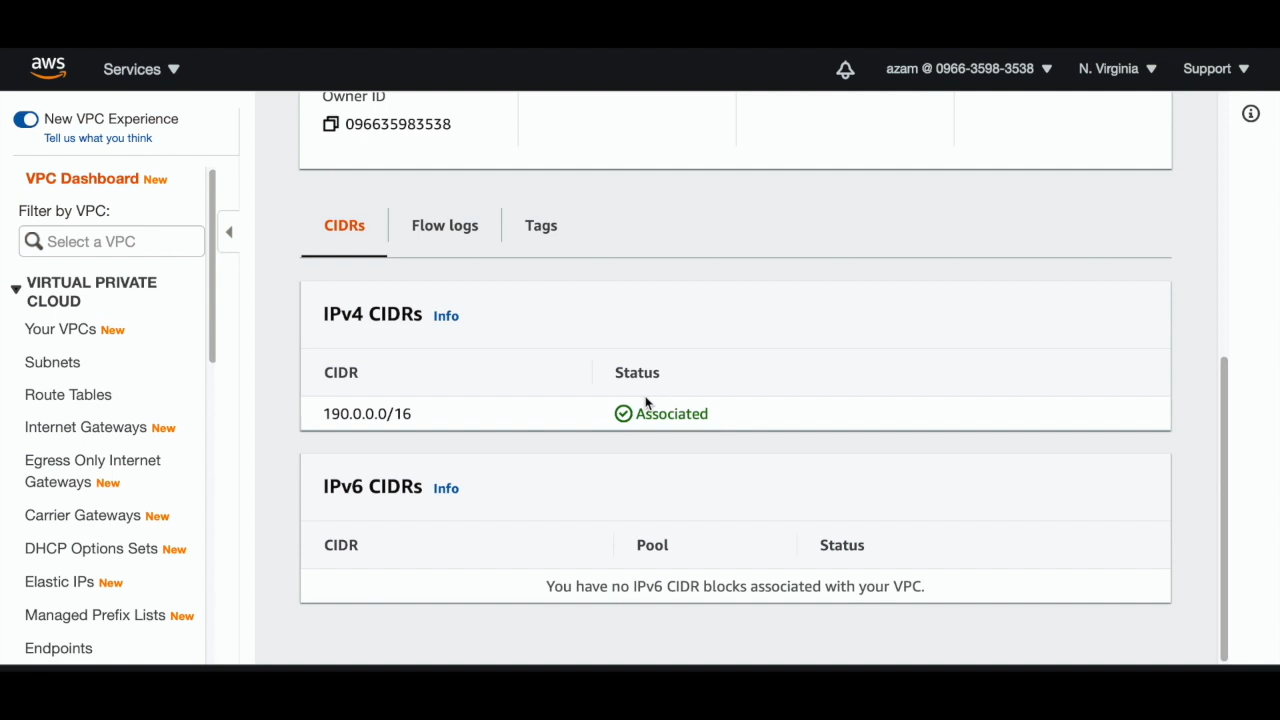 aws
Services
azam @ 0966-3598-3538
N. Virginia
Support
New VPC Experience
Tell us what you think
VPC Dashboard New
Filter by VPC:
Select a VPC
VIRTUAL PRIVATE
CLOUD
Your VPCs New
Subnets
Route Tables
Internet Gateways New
Egress Only Internet
Gateways New
Carrier Gateways New
DHCP Options Sets New
Elastic IPs New
Managed Prefix Lists New
Endpoints
Owner ID
096635983538
CIDRs
Flow logs
Tags
IPv4 CIDRs Info
CIDR Status
190.0.0.0/16 Associated
IPv6 CIDRs Info
CIDR Pool Status
You have no IPv6 CIDR blocks associated with your VPC.